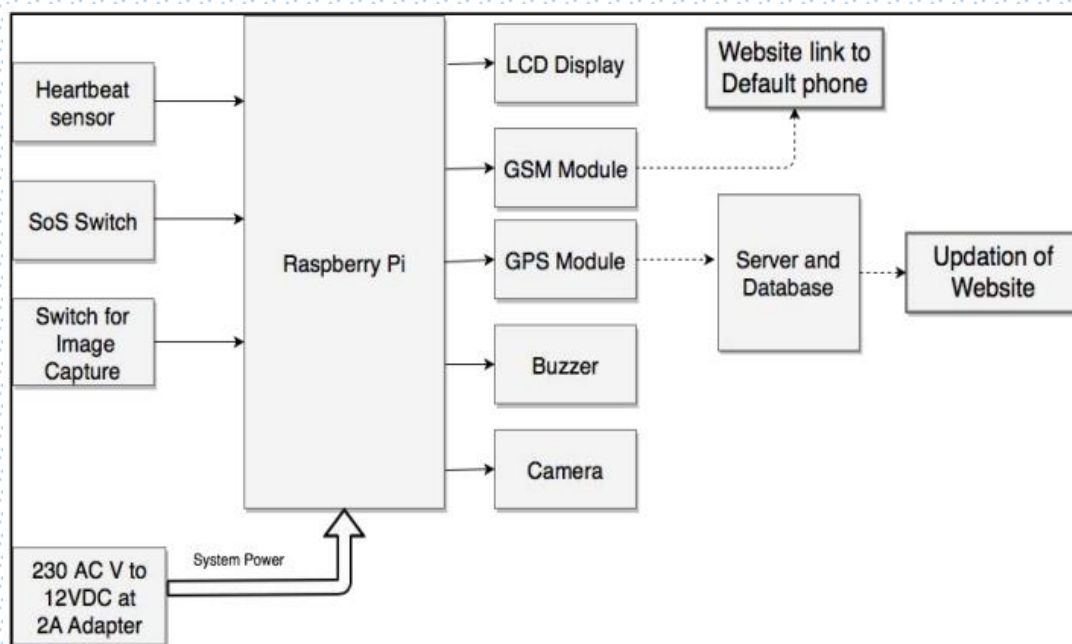 Heartbeat
sensor
SoS Switch
Switch for
Image
Capture
230 AC V to
12VDC at
2A Adapter
System Power
Raspberry Pi
LCD Display
GSM Module
GPS Module
Buzzer
Camera
Website link to
Default phone
Server and
Database
Updation of
Website